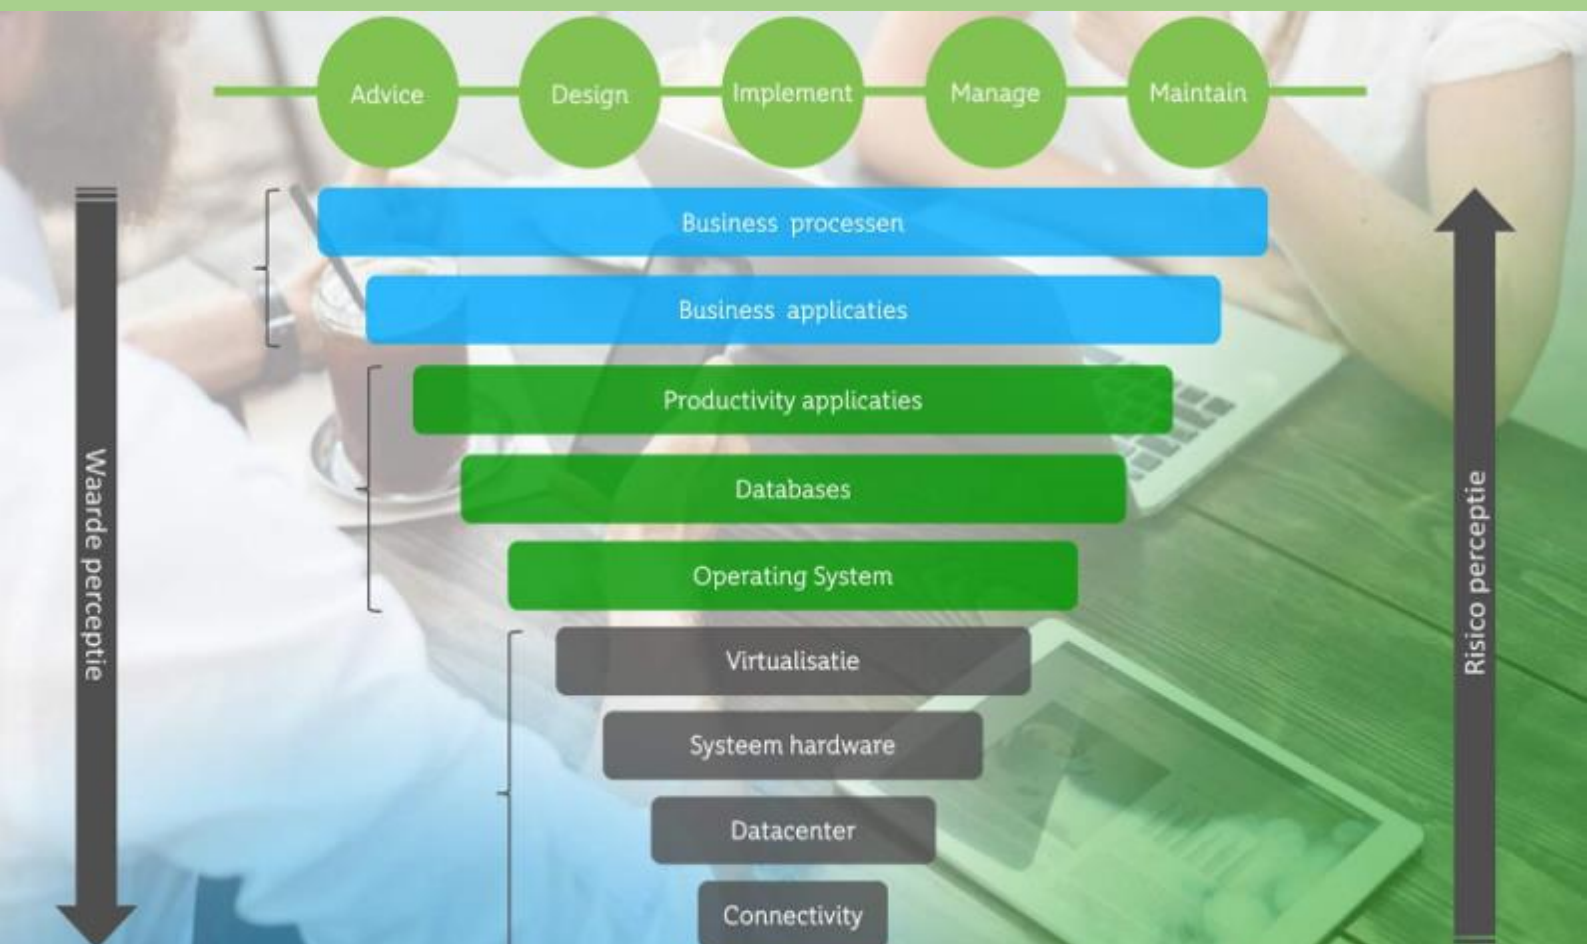 Advice
Design
Implement
Manage
Maintain
Business processen
Business applicaties
Productivity applicaties
Databases
Operating System
Virtualisatie
Systeem hardware
Datacenter
Connectivity
Waarde perceptie
Risico perceptie